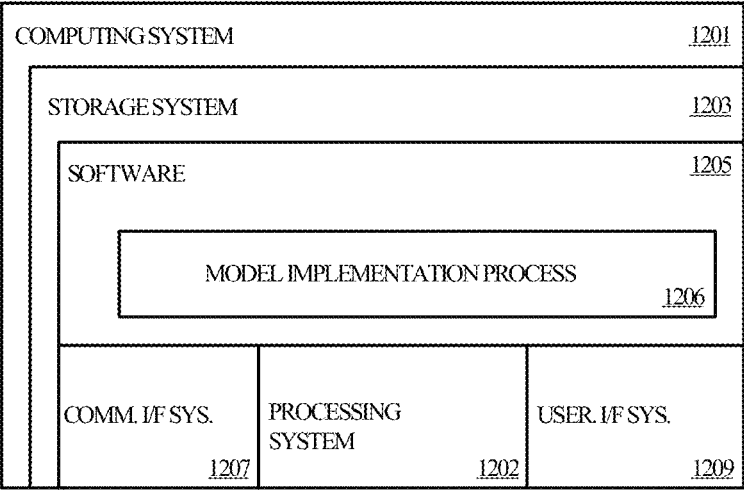 COMPUTING SYSTEM 1201
STORAGE SYSTEM 1203
SOFTWARE 1205
MODEL IMPLEMENTATION PROCESS
1206
COMM. I/F SYS.
1207
PROCESSING
SYSTEM
1202
USER. I/F SYS.
1209